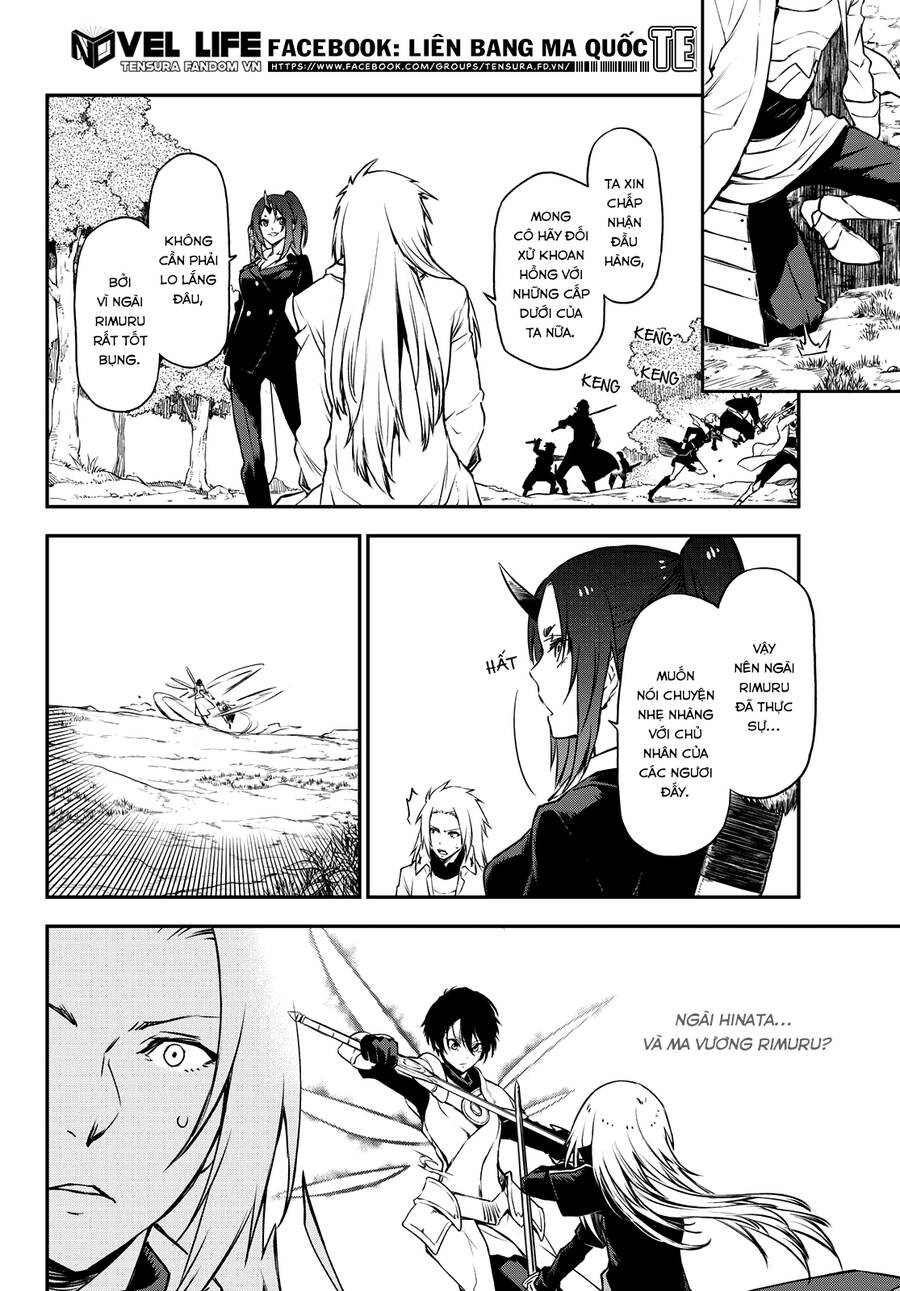 NOVEL LIFE
TENSURA FANDOM VN
FACEBOOK: LIÊN BANG MA QUỐC TE
HTTPS://WWW.FACEBOOK.COM/GROUPS/TENSURA.FD.VN/
TA XIN
CHẤP
NHẬN
ĐẦU
HÀNG,
MONG
CÔ HÃY ĐỐI
XỬ KHOAN
HỒNG VỚI
NHỮNG CẤP
DƯỚI CỦA
TA NỮA.
KHÔNG
CẦN PHẢI
LO LẮNG
ĐÂU,
BỞI
VÌ NGÀI
RIMURU
RẤT TỐT
BỤNG.
KENG
KENG
KENG
KENG
VẬY
NÊN NGÀI
RIMURU
ĐÃ THỰC
SỰ...
MUỐN
NÓI CHUYỆN
NHẸ NHÀNG
VỚI CHỦ
NHÂN CỦA
CÁC NGƯƠI
ĐẤY.
HẤT
NGÀI HINATA...
VÀ MA VƯƠNG RIMURU?